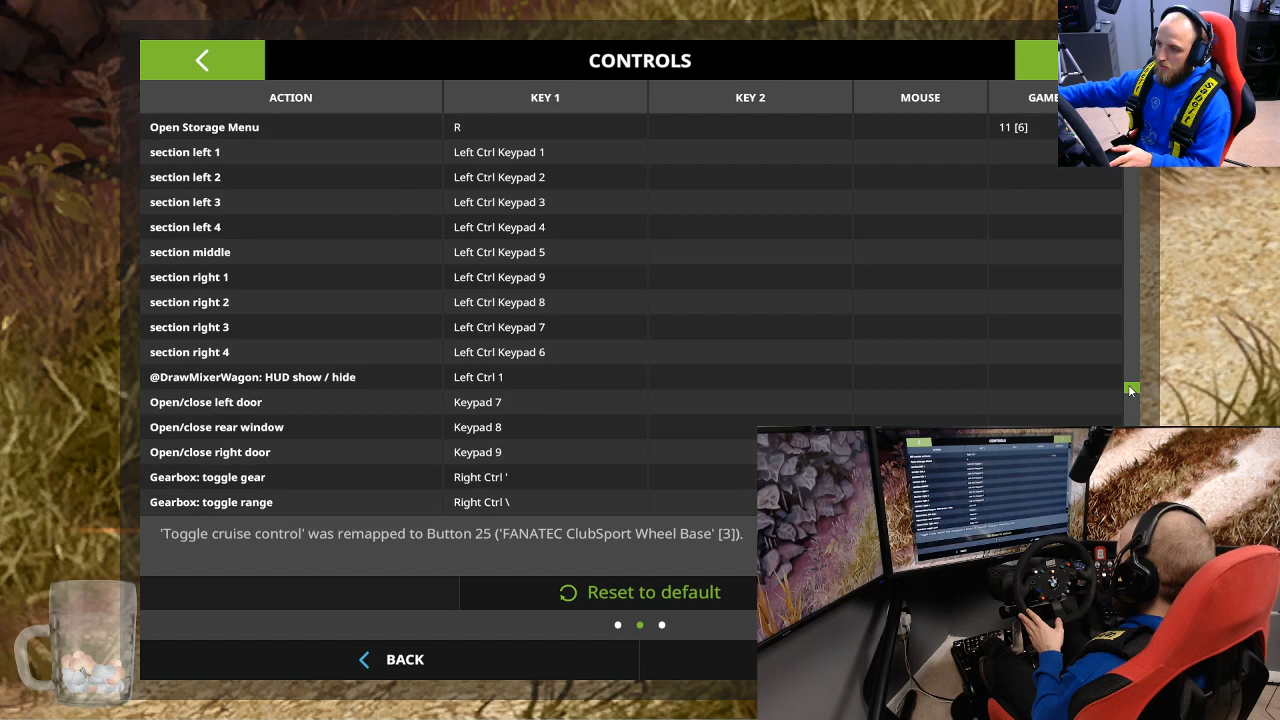 CONTROLS
ACTION KEY 1 KEY 2 MOUSE GAME
Open Storage Menu R 11 [6]
section left 1 Left Ctrl Keypad 1
section left 2 Left Ctrl Keypad 2
section left 3 Left Ctrl Keypad 3
section left 4 Left Ctrl Keypad 4
section middle Left Ctrl Keypad 5
section right 1 Left Ctrl Keypad 9
section right 2 Left Ctrl Keypad 8
section right 3 Left Ctrl Keypad 7
section right 4 Left Ctrl Keypad 6
@DrawMixerWagon: HUD show / hide Left Ctrl 1
Open/close left door Keypad 7
Open/close rear window Keypad 8
Open/close right door Keypad 9
Gearbox: toggle gear Right Ctrl '
Gearbox: toggle range Right Ctrl \
'Toggle cruise control' was remapped to Button 25 ('FANATEC ClubSport Wheel Base' [3]).
Reset to default
BACK
CONTROLS